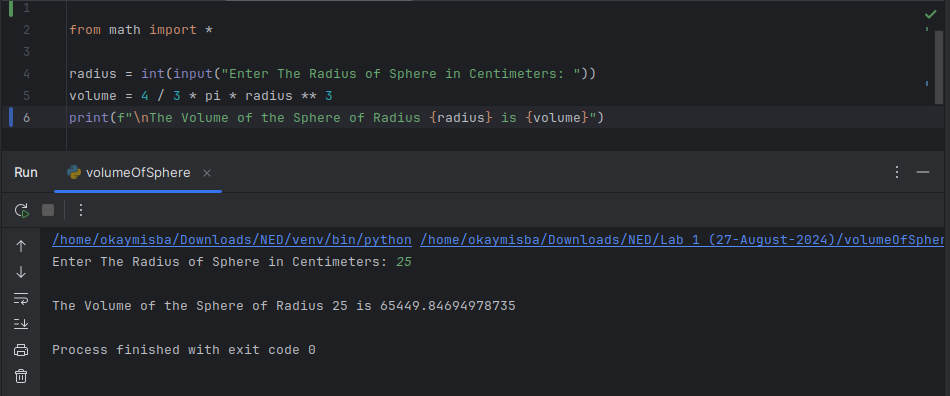 1
2 from math import *
3
4 radius = int(input("Enter The Radius of Sphere in Centimeters: "))
5 volume = 4 / 3 * pi * radius ** 3
6 print(f"\nThe Volume of the Sphere of Radius {radius} is {volume}")
Run volumeOfSphere
/home/okaymisba/Downloads/NED/venv/bin/python /home/okaymisba/Downloads/NED/Lab 1 (27-August-2024)/volumeOfSpher
Enter The Radius of Sphere in Centimeters: 25
The Volume of the Sphere of Radius 25 is 65449.84694978735
Process finished with exit code 0